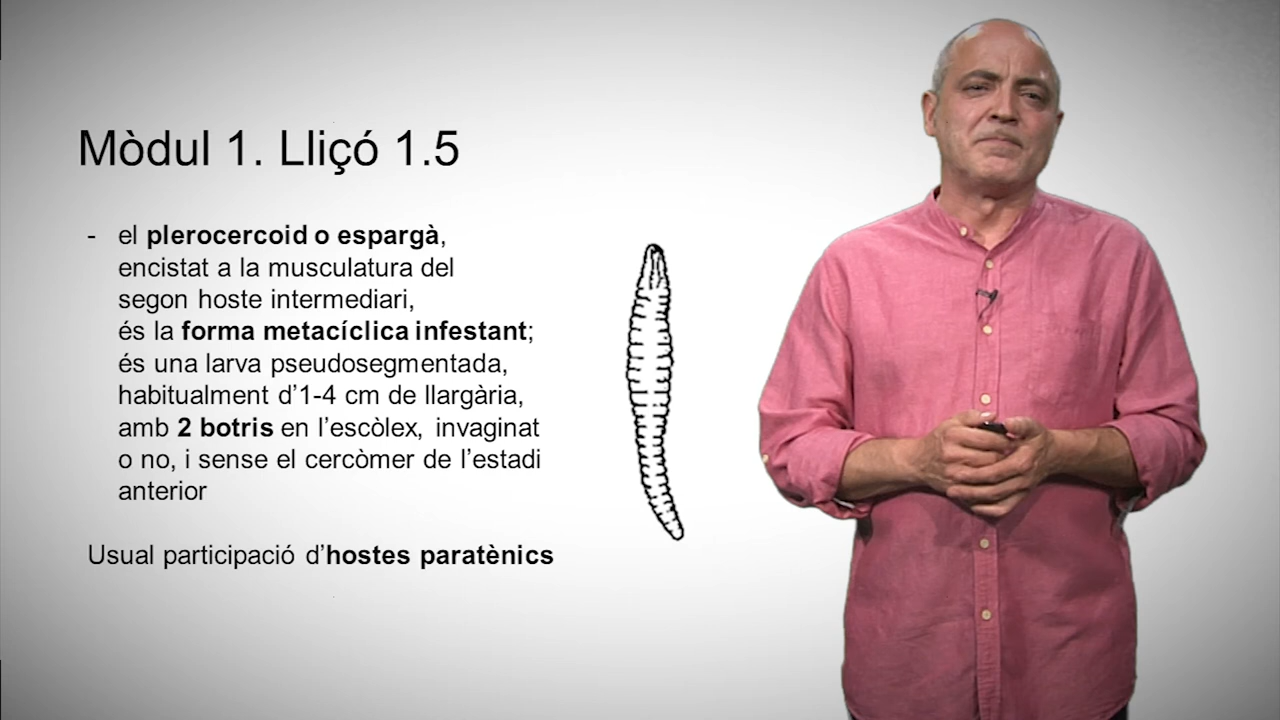 Mòdul 1. Lliçó 1.5
- el plerocercoid o espargà,
encistat a la musculatura del
segon hoste intermediari,
és la forma metacíclica infestant;
és una larva pseudosegmentada,
habitualment d’1-4 cm de llargària,
amb 2 botris en l’escòlex, invaginat
o no, i sense el cercòmer de l’estadi
anterior
Usual participació d’hostes paratènics